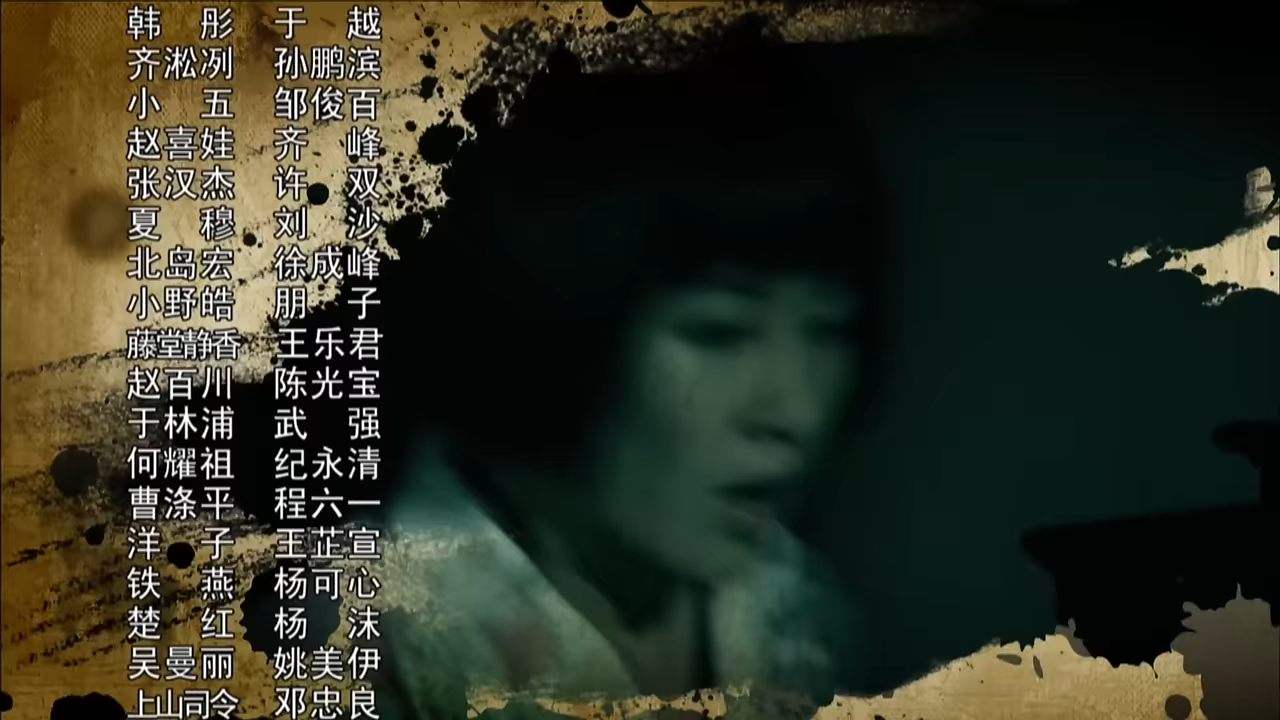 韩彤 于越
齐淞冽 孙鹏滨
小五 邹俊百
赵喜娃 齐峰
张汉杰 许双
夏穆 刘沙
北岛宏 徐成峰
小野皓 朋子
藤堂静香 王乐君
赵百川 陈光宝
于林浦 武强
何耀祖 纪永清
曹涤平 程六一
洋子 王芷宣
铁燕 杨可心
楚红 杨沫
吴曼丽 姚美伊
上山司令 邓忠良